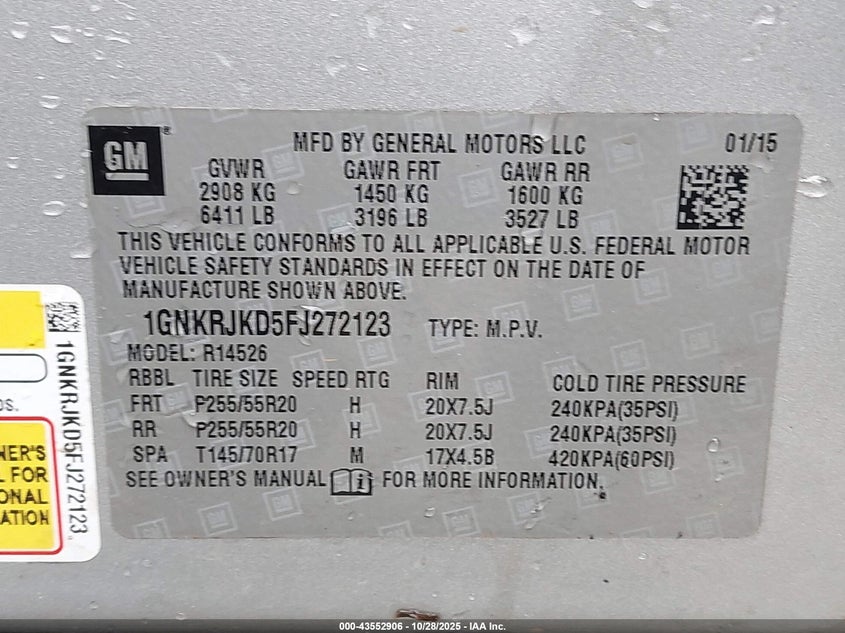 GM
MFD BY GENERAL MOTORS LLC 01/15
GVWR GAWR FRT GAWR RR
2908 KG 1450 KG 1600 KG
6411 LB 3196 LB 3527 LB
THIS VEHICLE CONFORMS TO ALL APPLICABLE U.S. FEDERAL MOTOR
VEHICLE SAFETY STANDARDS IN EFFECT ON THE DATE OF
MANUFACTURE SHOWN ABOVE.
1GNKRJKD5FJ272123 TYPE: M.P.V.
MODEL: R14526
RBBL TIRE SIZE SPEED RTG RIM COLD TIRE PRESSURE
FRT P255/55R20 H 20X7.5J 240KPA(35PSI)
RR P255/55R20 H 20X7.5J 240KPA(35PSI)
SPA T145/70R17 M 17X4.5B 420KPA(60PSI)
SEE OWNER'S MANUAL FOR MORE INFORMATION.
1GNKRJKD5FJ272123
FOR
000-43552906 - 10/28/2025 - IAA Inc.